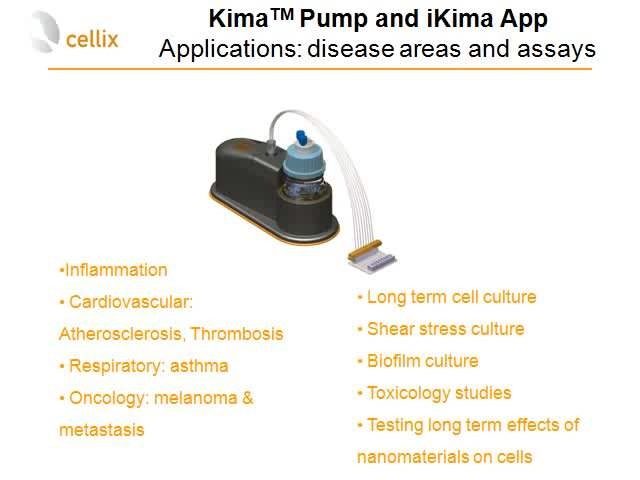 cellix
Kima™ Pump and iKima App
Applications: disease areas and assays
•Inflammation
• Cardiovascular:
Atherosclerosis, Thrombosis
• Respiratory: asthma
• Oncology: melanoma &
metastasis
• Long term cell culture
• Shear stress culture
• Biofilm culture
• Toxicology studies
• Testing long term effects of
nanomaterials on cells